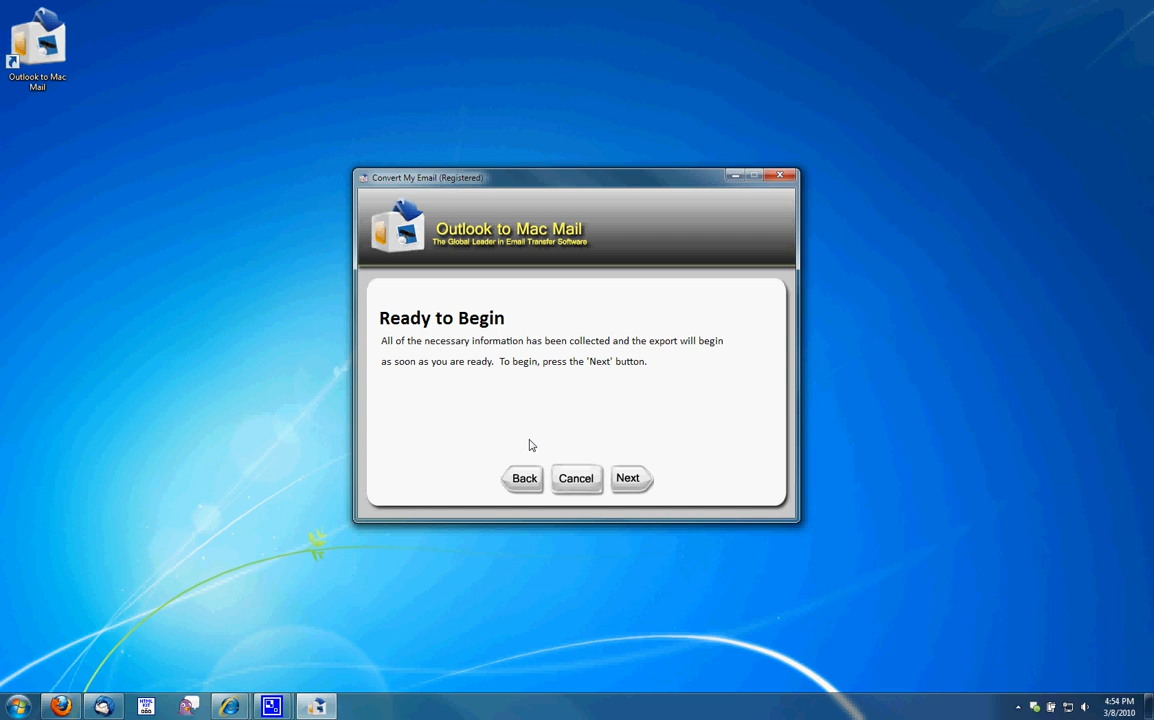 Outlook to Mac
Mail
Convert My Email (Registered)
Outlook to Mac Mail
The Global Leader in Email Transfer Software
Ready to Begin
All of the necessary information has been collected and the export will begin
as soon as you are ready. To begin, press the 'Next' button.
Back
Cancel
Next
HTML
KIT
4:54 PM
3/8/2010